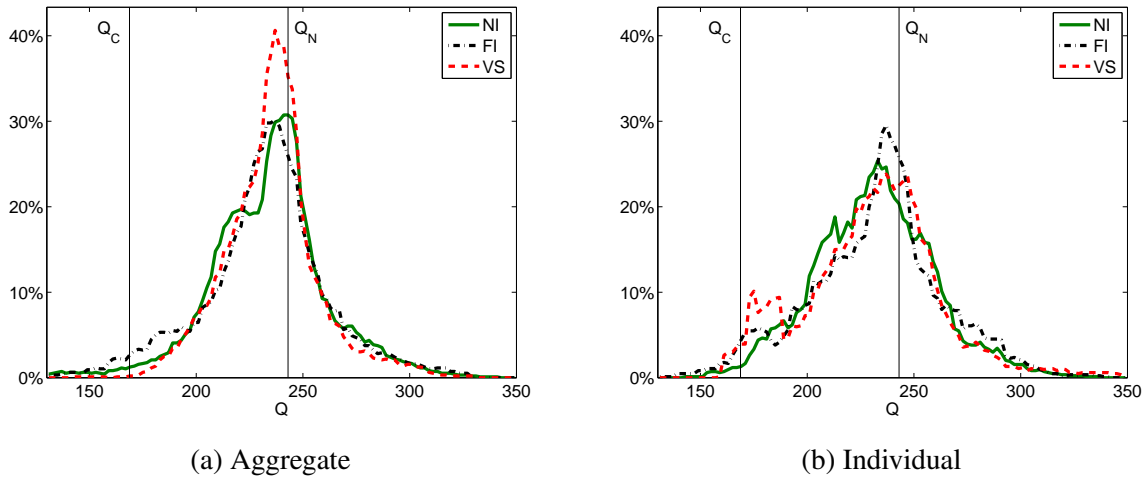 40%
30%
20%
10%
0%
150
200
250
300
350
Q
Q_C
Q_N
NI
FI
VS
(a) Aggregate
40%
30%
20%
10%
0%
150
200
250
300
350
Q
Q_C
Q_N
NI
FI
VS
(b) Individual